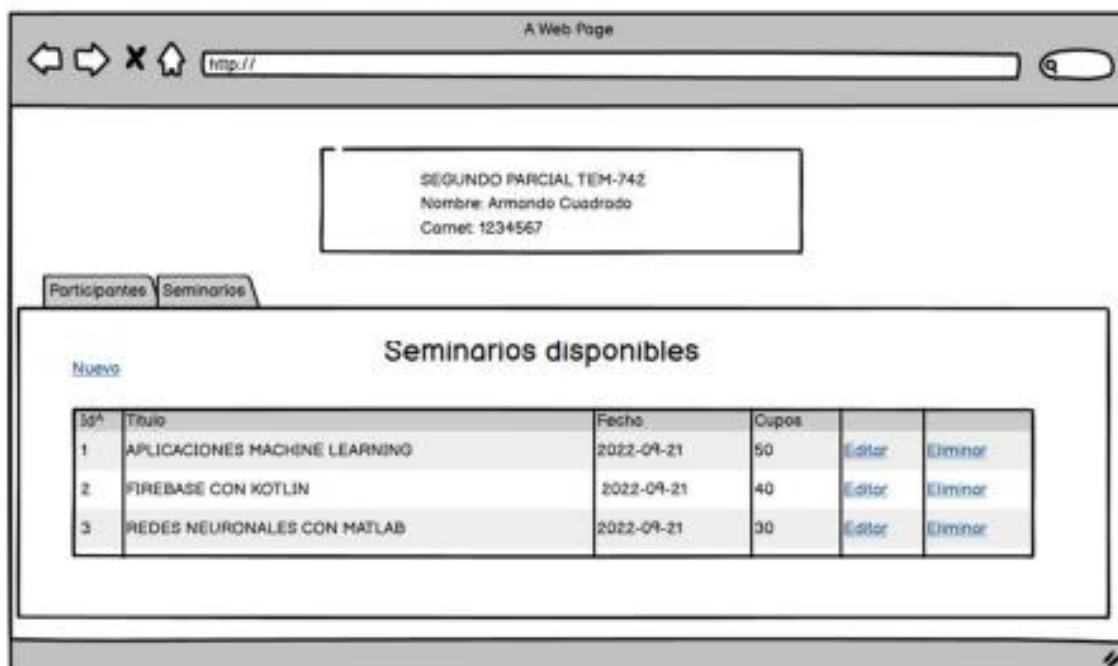 A Web Page
http://
SEGUNDO PARCIAL TEM-742
Nombre: Armando Cuadrado
Carnet: 1234567
Participantes Seminarios
Seminarios disponibles
Nuevo
Id^ Titulo Fecha Cupos
1 APLICACIONES MACHINE LEARNING 2022-09-21 50 Editar Eliminar
2 FIREBASE CON KOTLIN 2022-09-21 40 Editar Eliminar
3 REDES NEURONALES CON MATLAB 2022-09-21 30 Editar Eliminar